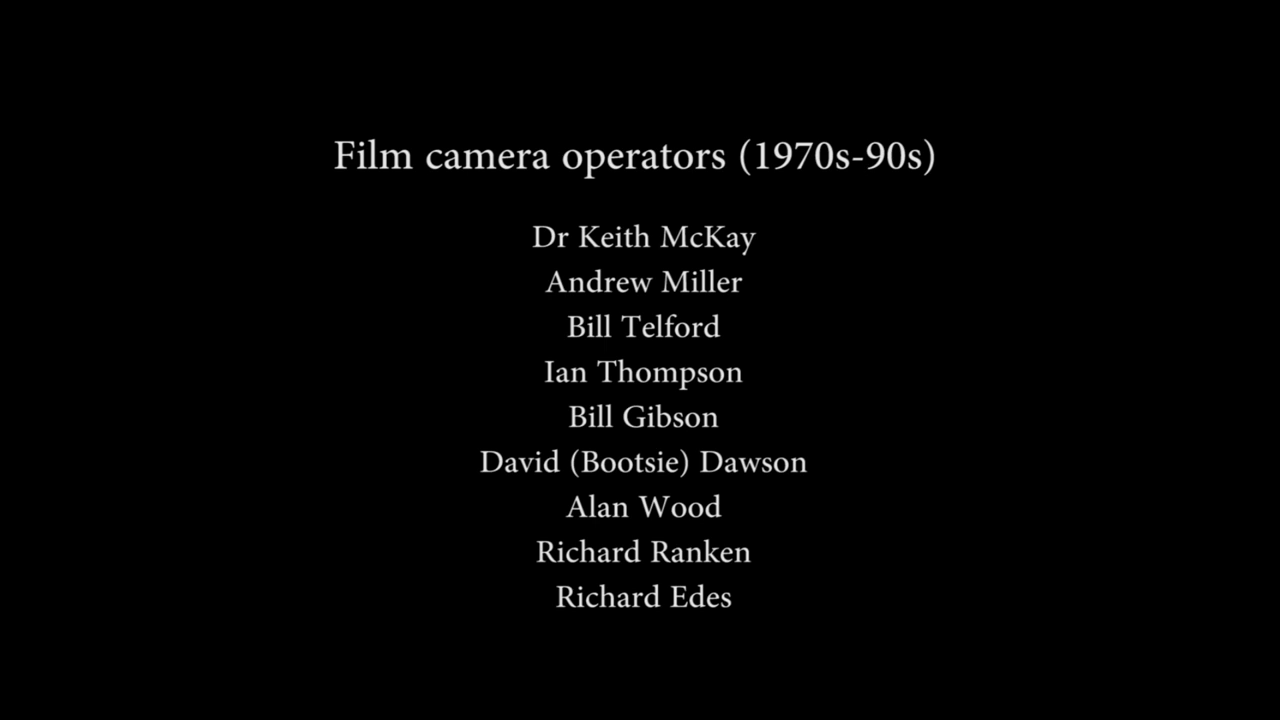 Film camera operators (1970s-90s)
Dr Keith McKay
Andrew Miller
Bill Telford
Ian Thompson
Bill Gibson
David (Bootsie) Dawson
Alan Wood
Richard Ranken
Richard Edes